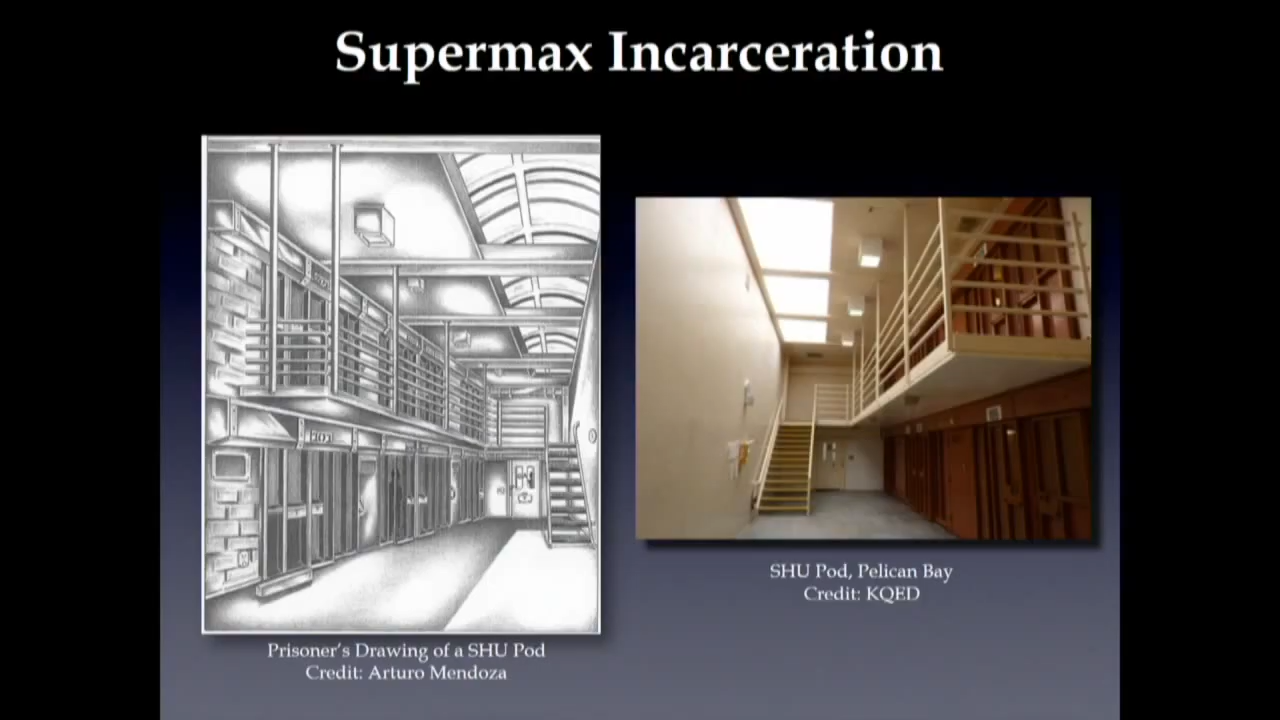 Supermax Incarceration
Prisoner's Drawing of a SHU Pod
Credit: Arturo Mendoza
SHU Pod, Pelican Bay
Credit: KQED